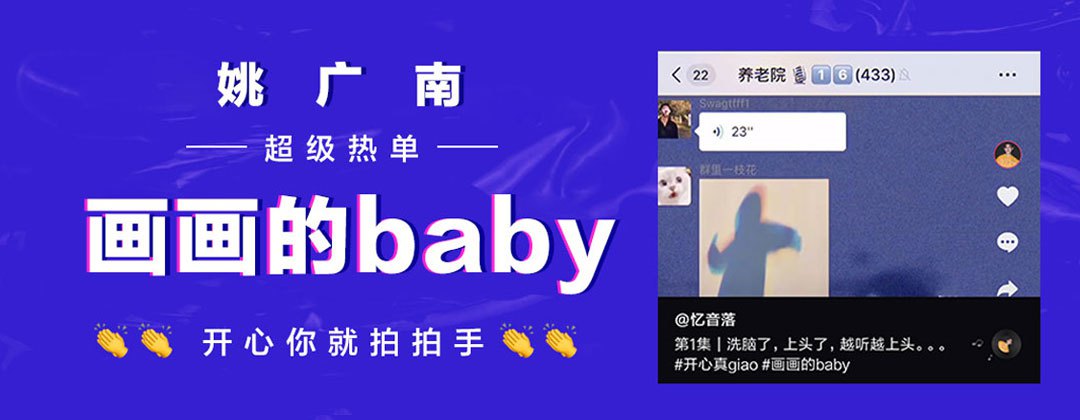 姚广南
超级热单
画画的baby
👏👏 开心你就拍拍手 👏👏
22 养老院🎙️1️⃣6️⃣(433)
Swagtfff1
23"
群里一枝花
@忆音落
第1集丨洗脑了，上头了，越听越上头。。。
#开心真giao #画画的baby